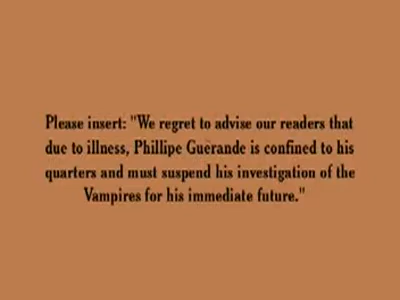 Please insert: "We regret to advise our readers that
due to illness, Phillipe Guerande is confined to his
quarters and must suspend his investigation of the
Vampires for his immediate future."